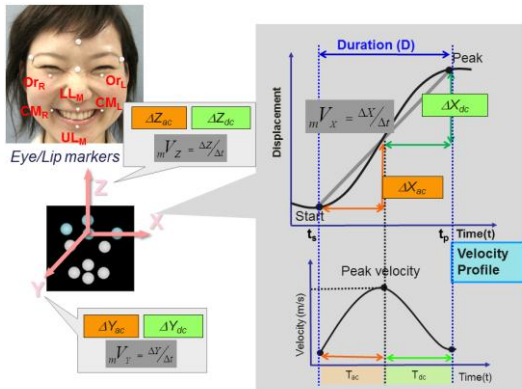 Or_R
Or_L
LL_M
CM_R
CM_L
UL_M
Eye/Lip markers
ΔZ_ac
ΔZ_dc
mV_Z = ΔZ/Δt
Z
X
Y
ΔY_ac
ΔY_dc
mV_Y = ΔY/Δt
Duration (D)
Peak
Displacement
mV_X = ΔX/Δt
ΔX_dc
ΔX_ac
Start
t_s
t_p
Time(t)
Velocity
Profile
Peak velocity
Velocity (m/s)
T_ac
T_dc
Time(t)